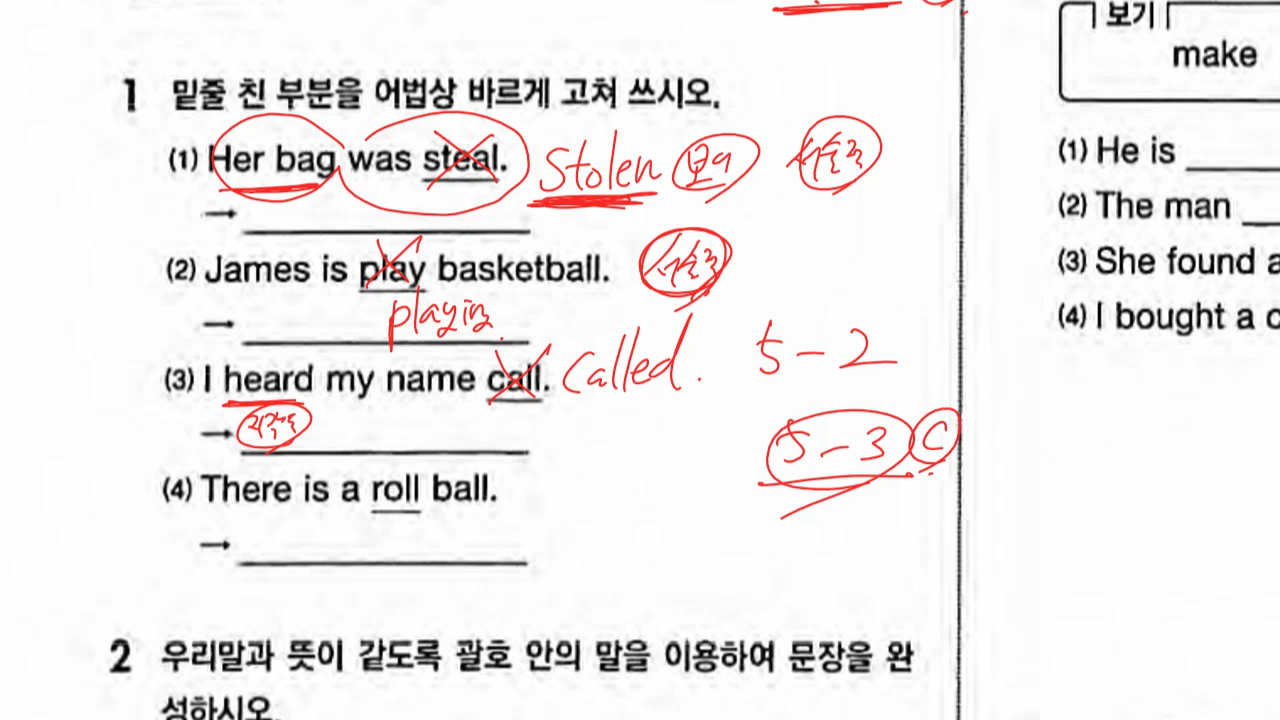 1 밑줄 친 부분을 어법상 바르게 고쳐 쓰시오.
(1) Her bag was steal. Stolen 보어 서술용
→
(2) James is play basketball. 서술용
→ playing
(3) I heard my name call. Called. 5-2
→ 지각동 5-3 C
(4) There is a roll ball.
→
2 우리말과 뜻이 같도록 괄호 안의 말을 이용하여 문장을 완
성하시오.
보기
make
(1) He is
(2) The man
(3) She found a
(4) I bought a c